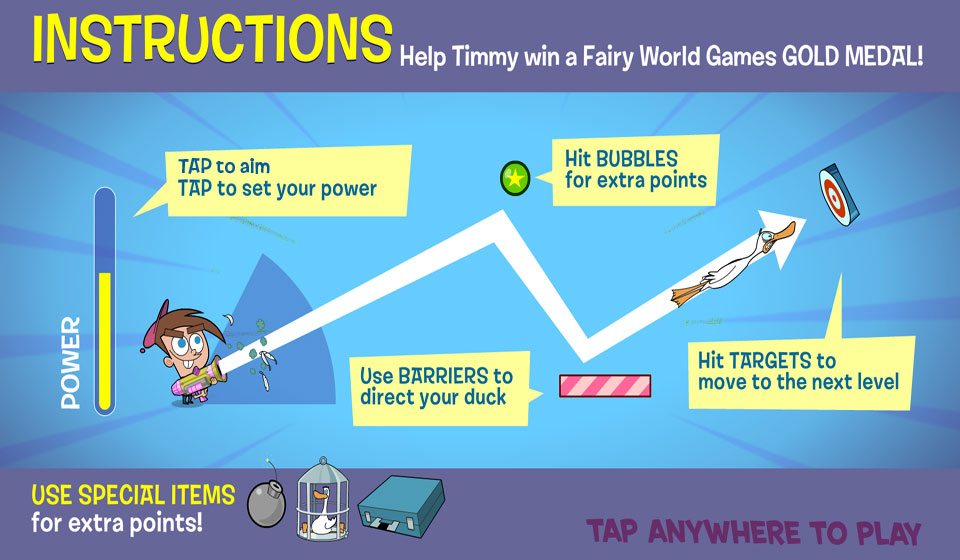 INSTRUCTIONS
Help Timmy win a Fairy World Games GOLD MEDAL!
TAP to aim
TAP to set your power
Hit BUBBLES
for extra points
POWER
Use BARRIERS to
direct your duck
Hit TARGETS to
move to the next level
USE SPECIAL ITEMS
for extra points!
TAP ANYWHERE TO PLAY